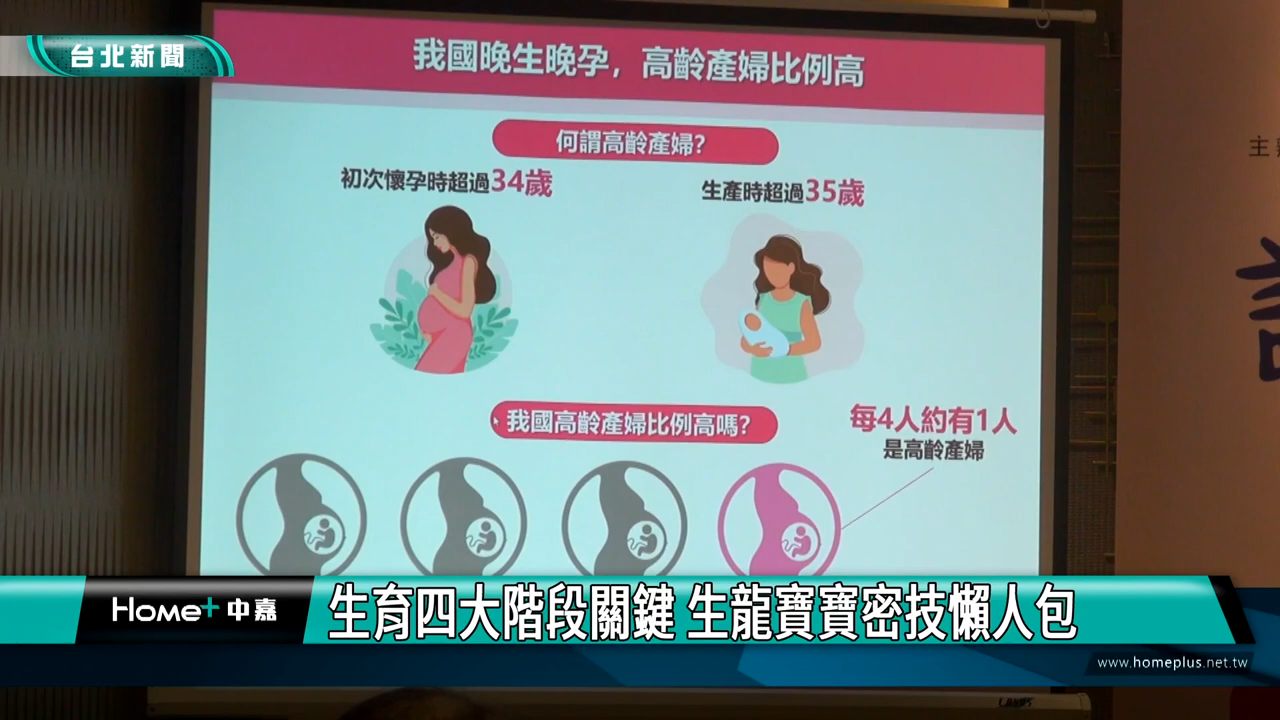 台北新聞
我國晚生晚孕，高齡產婦比例高
何謂高齡產婦?
初次懷孕時超過34歲
生產時超過35歲
我國高齡產婦比例高嗎?
每4人約有1人
是高齡產婦
主
Home+中嘉
生育四大階段關鍵 生龍寶寶密技懶人包
www.homeplus.net.tw